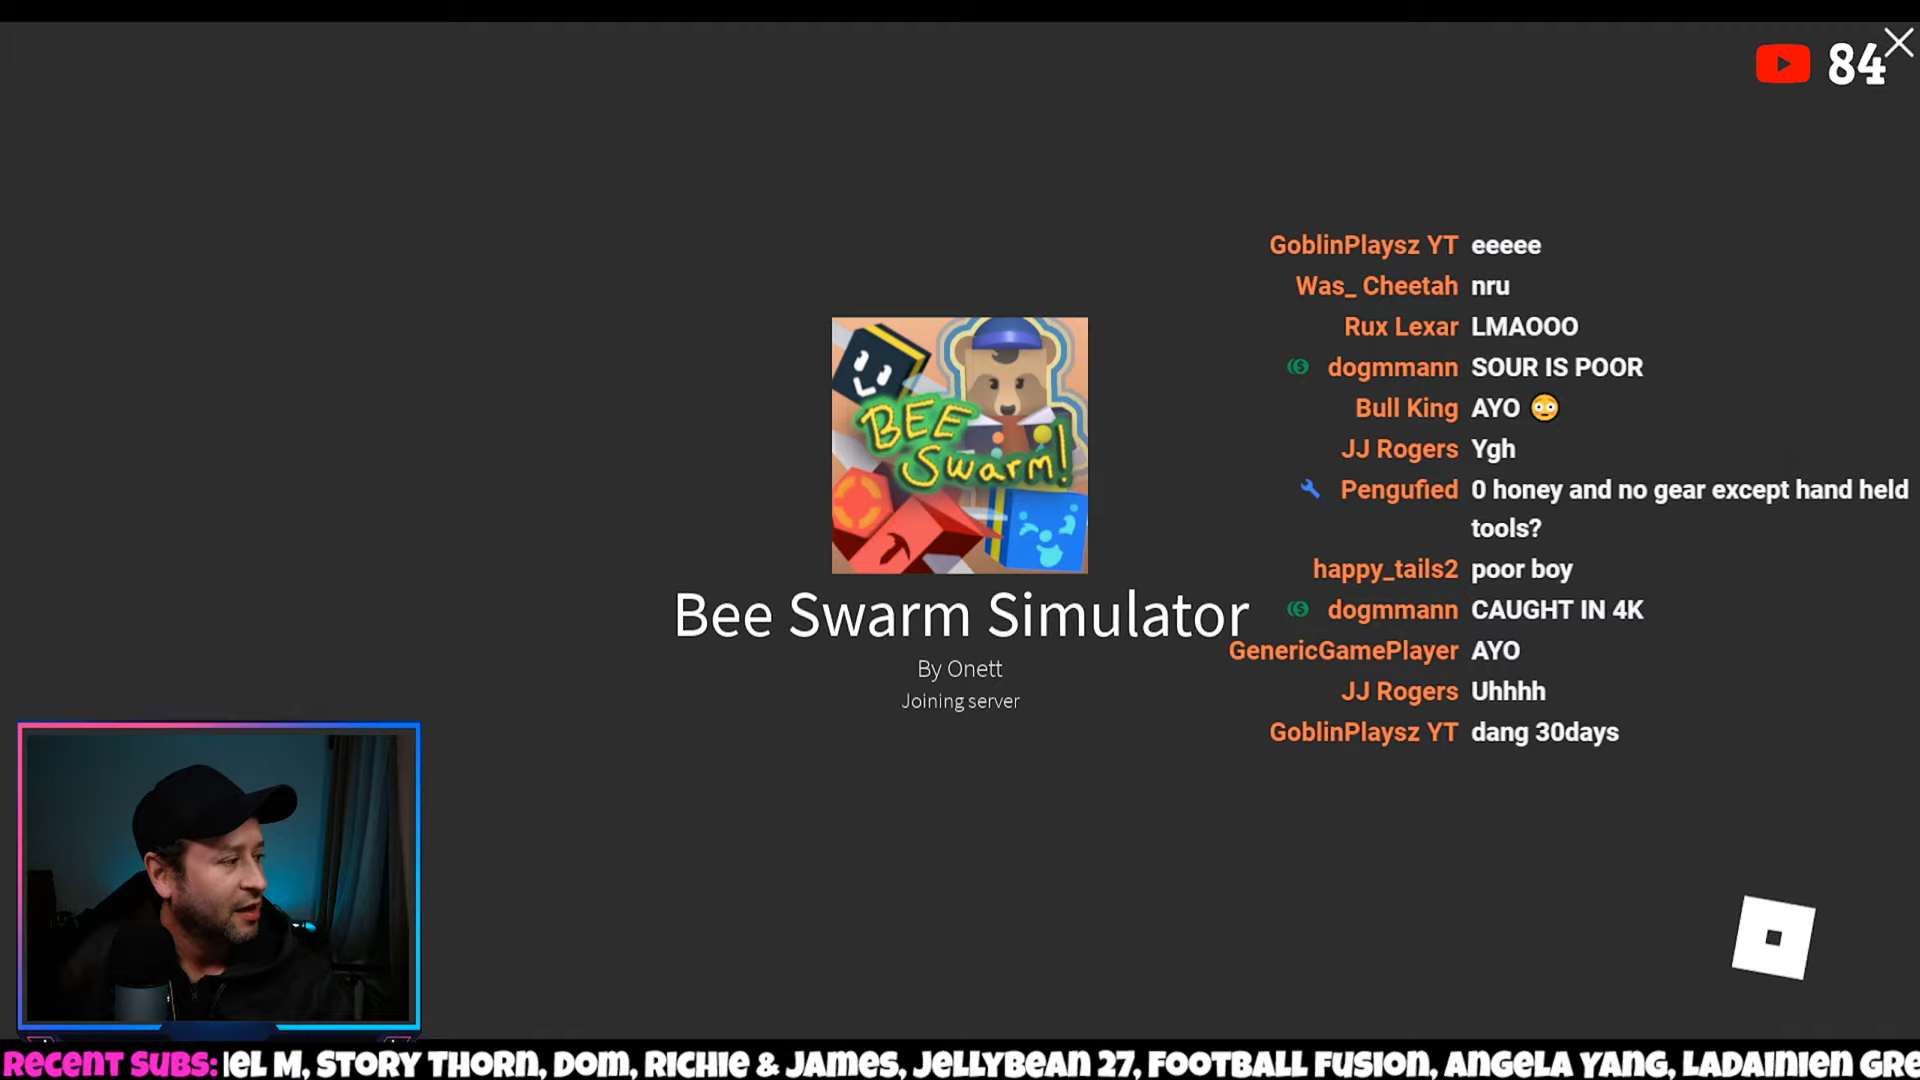 84
GoblinPlaysz YT eeeee
Was_ Cheetah nru
Rux Lexar LMAOOO
dogmmann SOUR IS POOR
Bull King AYO 😳
JJ Rogers Ygh
Pengufied 0 honey and no gear except hand held
tools?
happy_tails2 poor boy
dogmmann CAUGHT IN 4K
GenericGamePlayer AYO
JJ Rogers Uhhhh
GoblinPlaysz YT dang 30days
BEE
SWarm!
Bee Swarm Simulator
By Onett
Joining server
RECENT SUBS: IEL M, STORY THORN, DOM, RICHIE & JAMES, JELLYBEAN 27, FOOTBALL FUSION, ANGELA YANG, LADAINIEN GRE